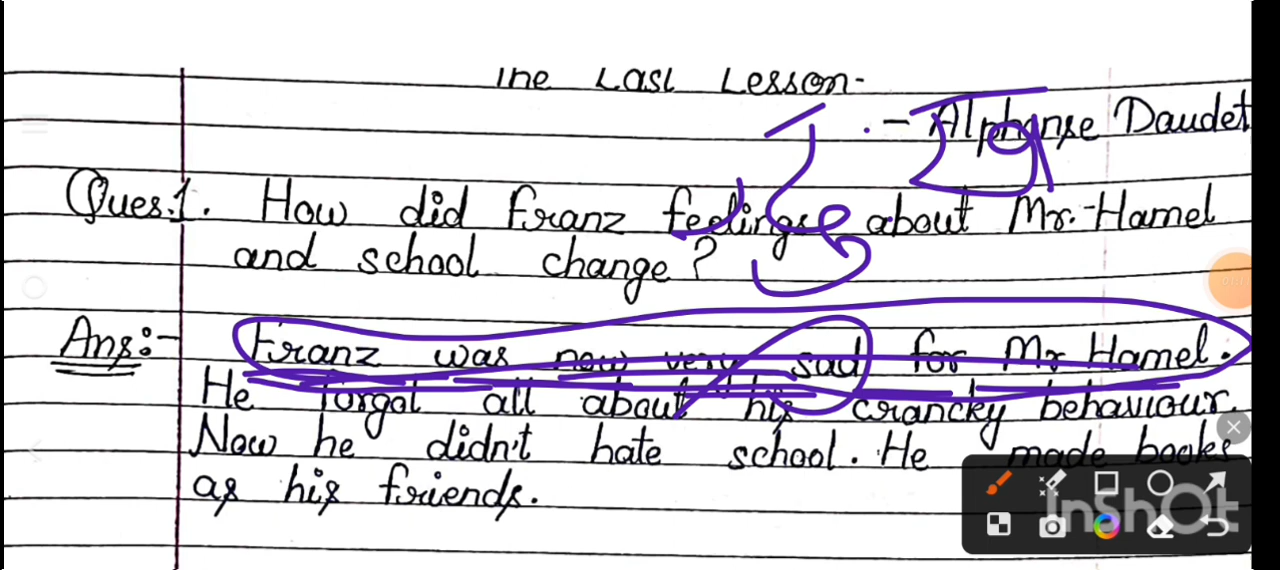 The Last Lesson-
- Alphonse Daudet
Ques:1. How did Franz feelings about Mr. Hamel
and school change?
Ans:- Franz was now very sad for Mr Hamel.
He forgot all about his crancky behaviour.
Now he didn't hate school. He made books
as his friends.
InShOt